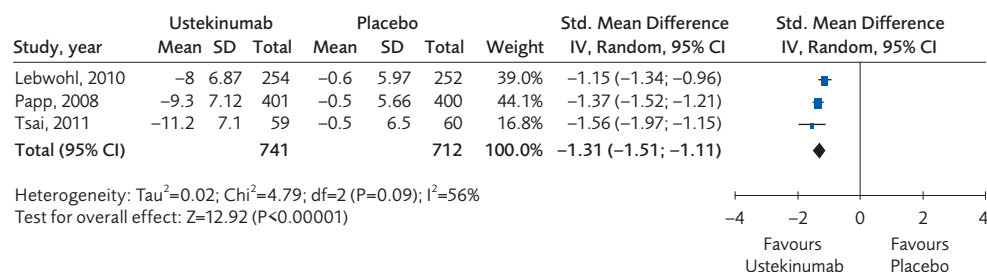 Ustekinumab Placebo Std. Mean Difference Std. Mean Difference
Study, year Mean SD Total Mean SD Total Weight IV, Random, 95% CI IV, Random, 95% CI
Lebwohl, 2010 −8 6.87 254 −0.6 5.97 252 39.0% −1.15 (−1.34; −0.96)
Papp, 2008 −9.3 7.12 401 −0.5 5.66 400 44.1% −1.37 (−1.52; −1.21)
Tsai, 2011 −11.2 7.1 59 −0.5 6.5 60 16.8% −1.56 (−1.97; −1.15)
Total (95% CI) 741 712 100.0% −1.31 (−1.51; −1.11)
Heterogeneity: Tau²=0.02; Chi²=4.79; df=2 (P=0.09); I²=56%
Test for overall effect: Z=12.92 (P<0.00001)
−4 −2 0 2 4
Favours Favours
Ustekinumab Placebo